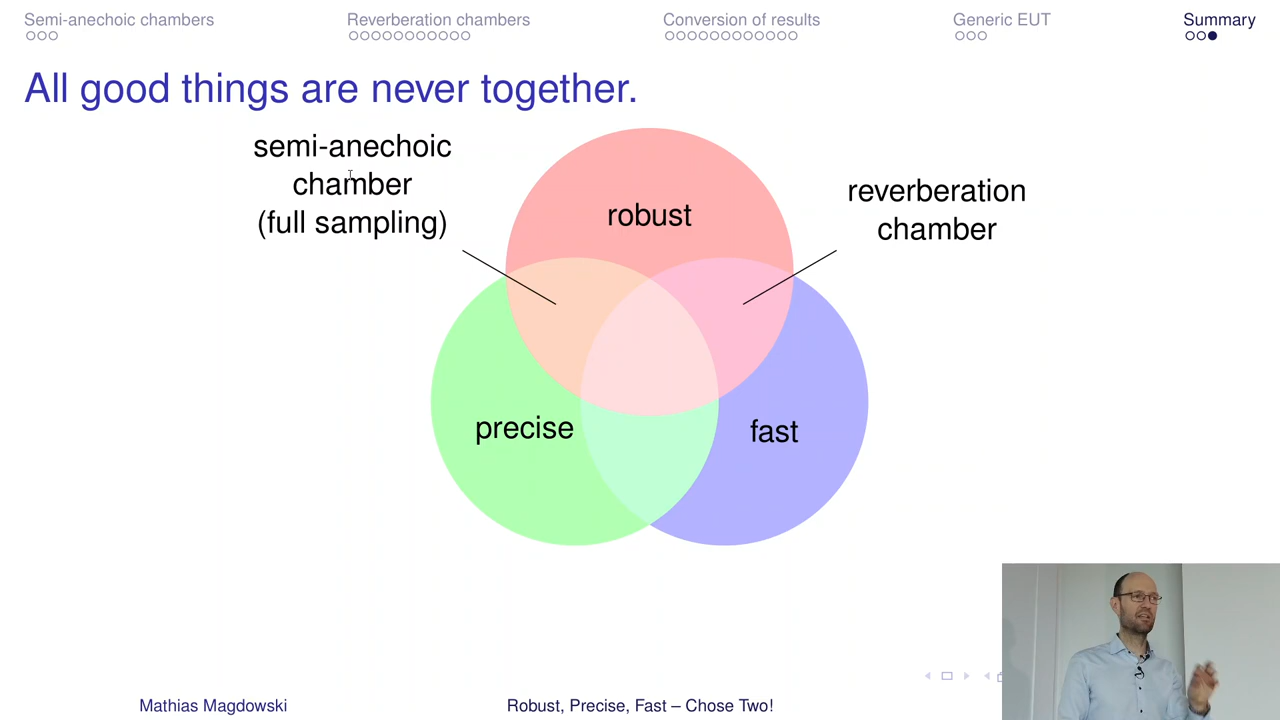 Semi-anechoic chambers
Reverberation chambers
Conversion of results
Generic EUT
Summary
All good things are never together.
semi-anechoic
chamber
(full sampling)
robust
reverberation
chamber
precise
fast
Mathias Magdowski
Robust, Precise, Fast – Chose Two!